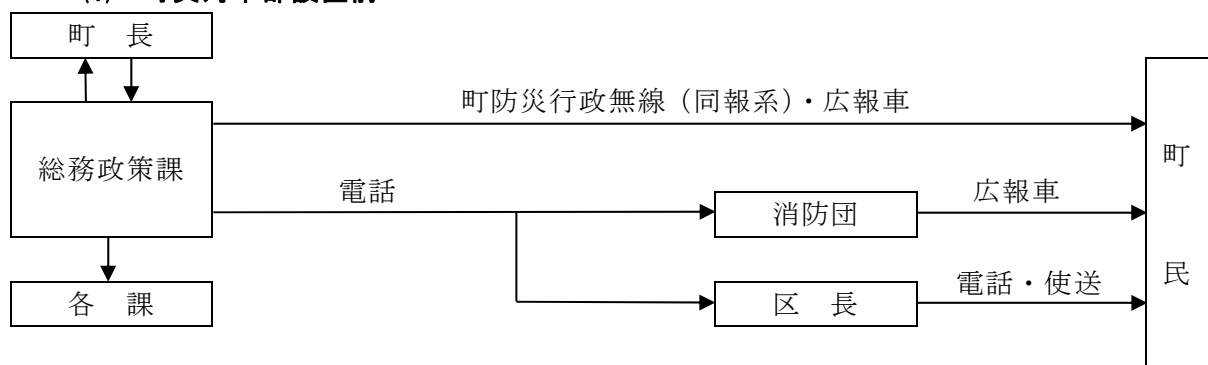 町 長
町防災行政無線（同報系）・広報車
総務政策課
電話
消防団
広報車
町
民
各 課
区 長
電話・使送